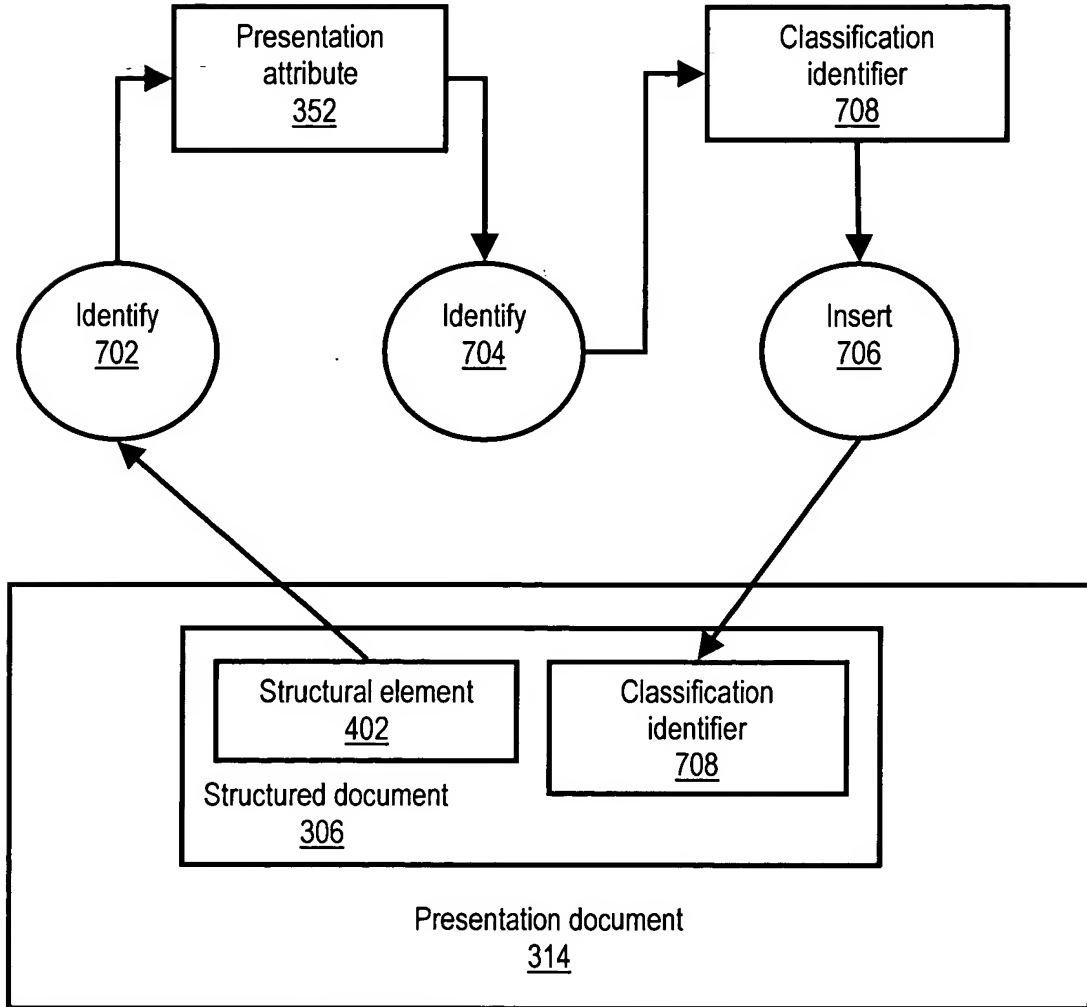 Presentation
attribute
352
Classification
identifier
708
Identify
702
Identify
704
Insert
706
Structural element
402
Classification
identifier
708
Structured document
306
Presentation document
314